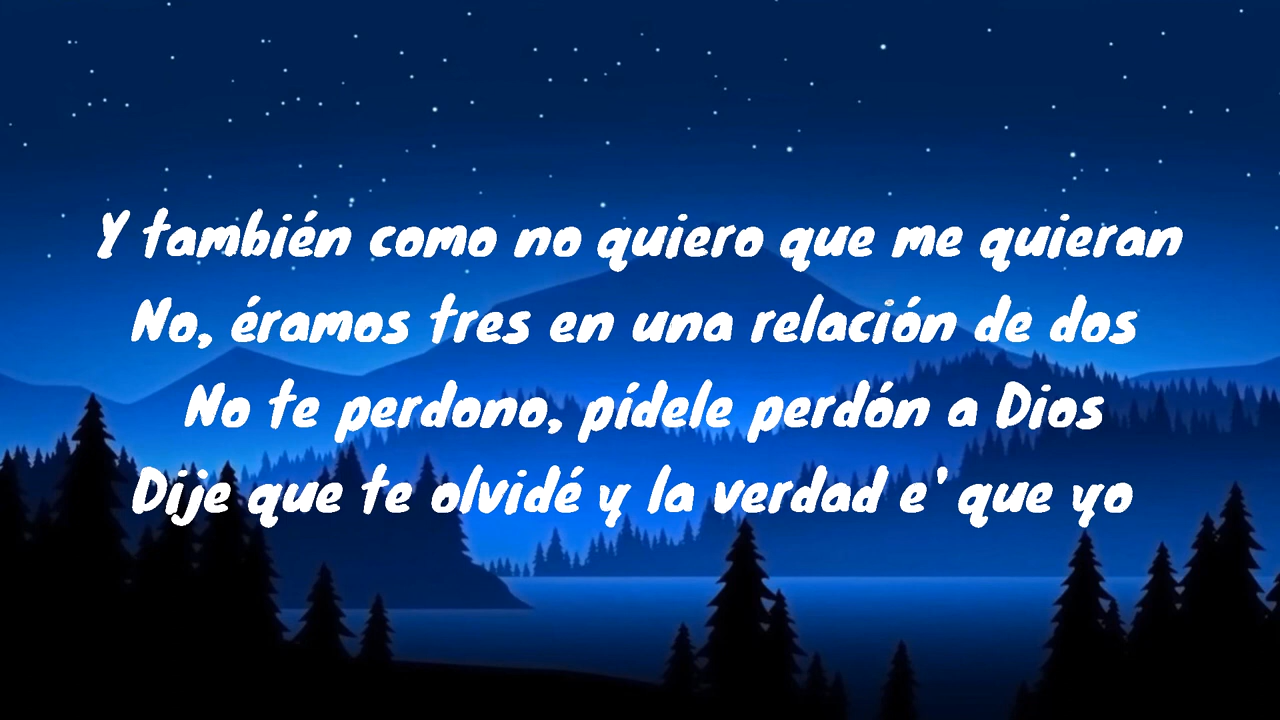 Y también como no quiero que me quieran
No, éramos tres en una relación de dos
No te perdono, pídele perdón a Dios
Dije que te olvidé y la verdad e' que yo